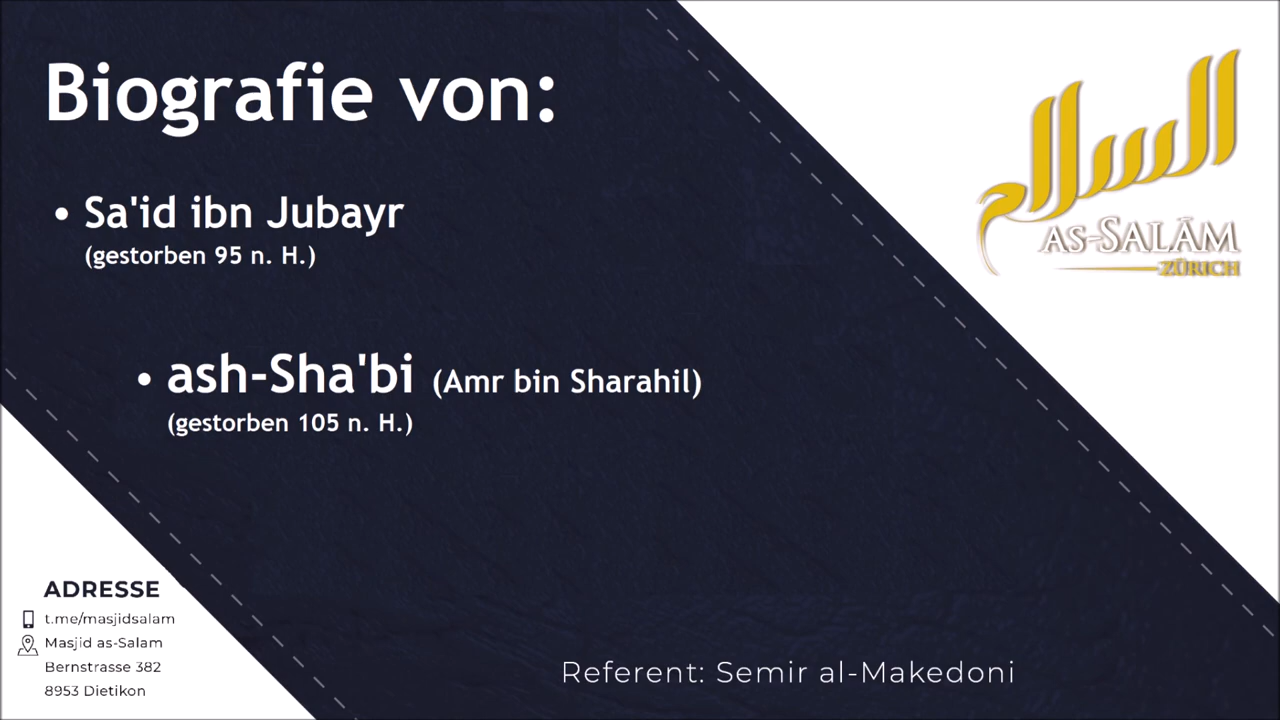 Biografie von:
• Sa'id ibn Jubayr
(gestorben 95 n. H.)
• ash-Sha'bi (Amr bin Sharahil)
(gestorben 105 n. H.)
السلام
AS-SALĀM
ZÜRICH
ADRESSE
t.me/masjidsalam
Masjid as-Salam
Bernstrasse 382
8953 Dietikon
Referent: Semir al-Makedoni